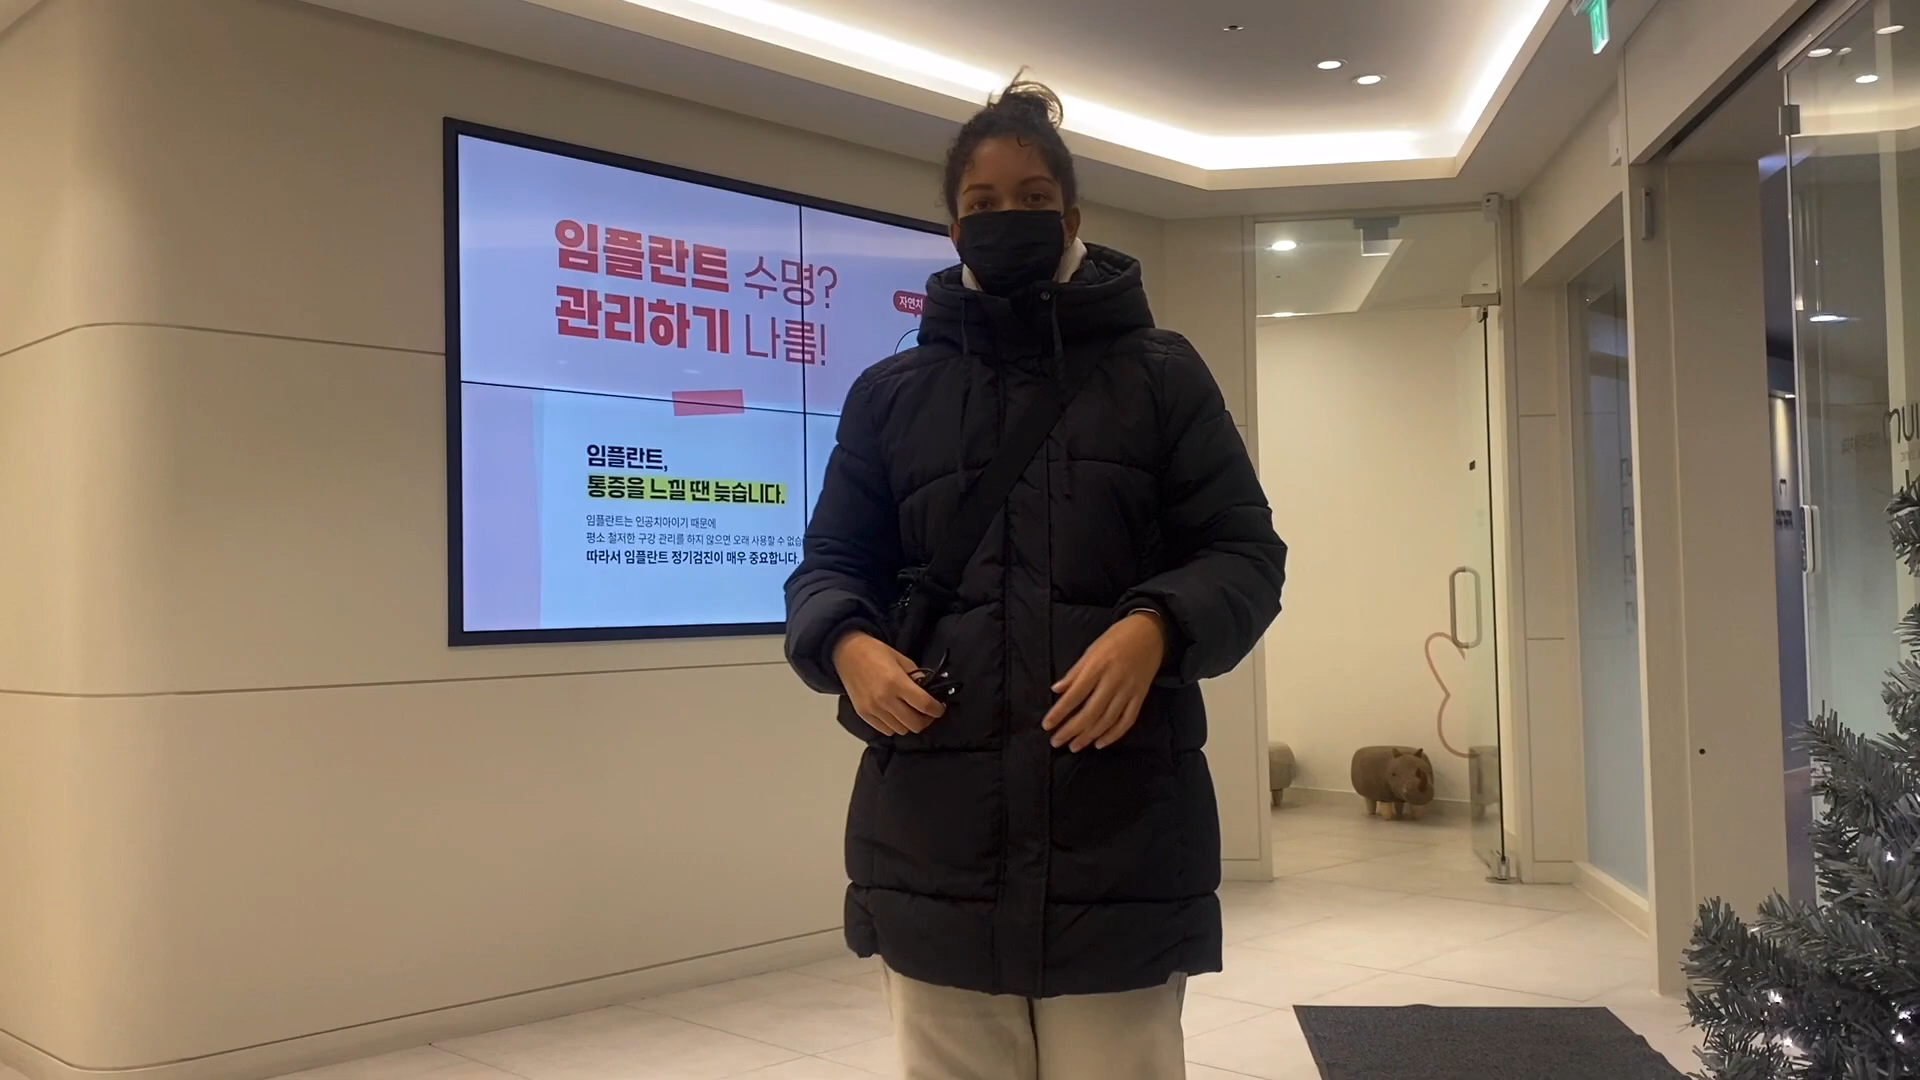 임플란트 수명?
관리하기 나름!
자연치
임플란트,
통증을 느낄 땐 늦습니다.
임플란트는 인공치아이기 때문에
평소 철저한 구강 관리를 하지 않으면 오래 사용할 수 없습
따라서 임플란트 정기검진이 매우 중요합니다.